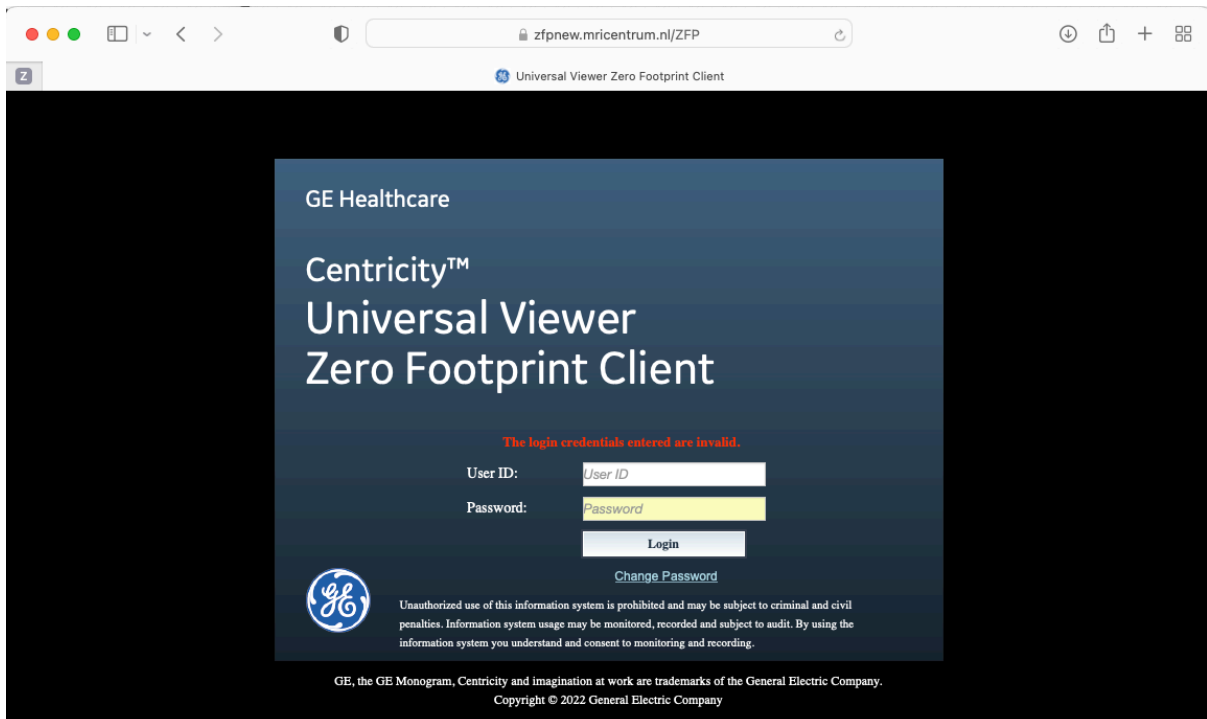 zfpnew.mricentrum.nl/ZFP
Z
Universal Viewer Zero Footprint Client
GE Healthcare
Centricity™
Universal Viewer
Zero Footprint Client
The login credentials entered are invalid.
User ID: User ID
Password: Password
Login
Change Password
GE
Unauthorized use of this information system is prohibited and may be subject to criminal and civil
penalties. Information system usage may be monitored, recorded and subject to audit. By using the
information system you understand and consent to monitoring and recording.
GE, the GE Monogram, Centricity and imagination at work are trademarks of the General Electric Company.
Copyright © 2022 General Electric Company